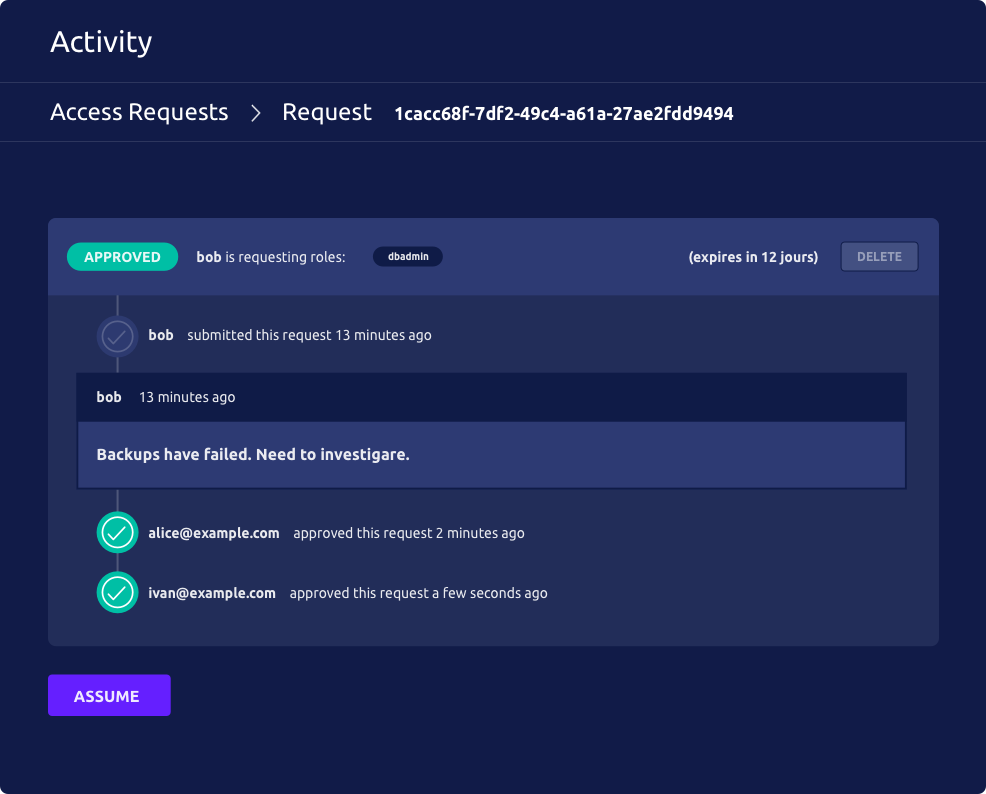 Activity
Access Requests > Request 1cacc68f-7df2-49c4-a61a-27ae2fdd9494
APPROVED bob is requesting roles: dbadmin (expires in 12 jours) DELETE
bob submitted this request 13 minutes ago
bob 13 minutes ago
Backups have failed. Need to investigare.
alice@example.com approved this request 2 minutes ago
ivan@example.com approved this request a few seconds ago
ASSUME